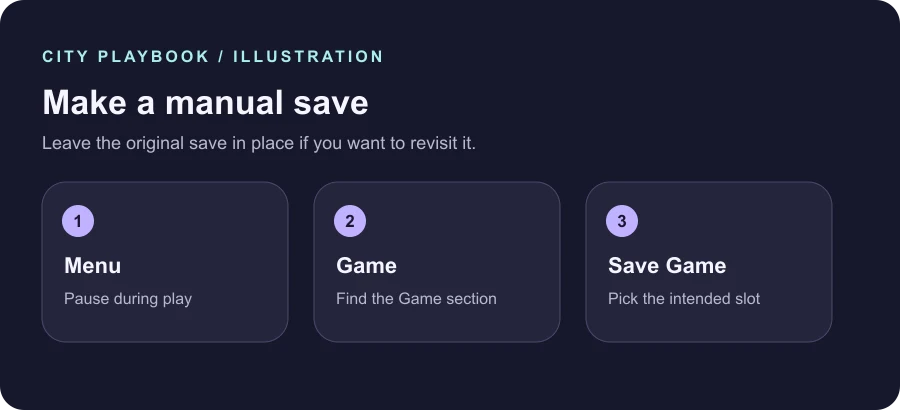 CITY PLAYBOOK / ILLUSTRATION
Make a manual save
Leave the original save in place if you want to revisit it.
1
Menu
Pause during play
2
Game
Find the Game section
3
Save Game
Pick the intended slot